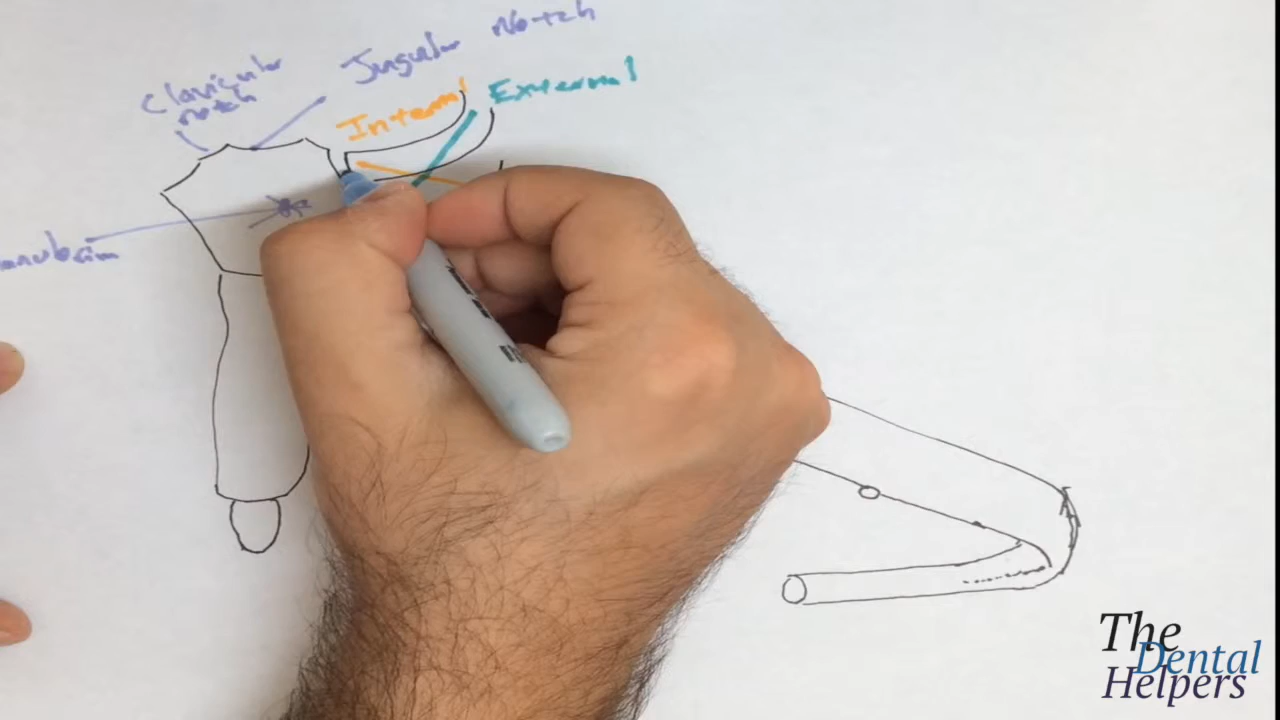 Jugular Notch
Clavicular
notch
Internal
External
The
Dental
Helpers